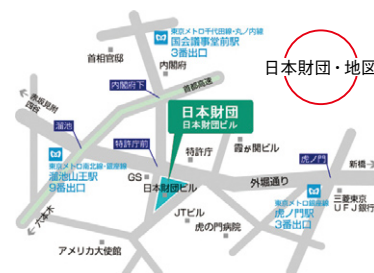 東京メトロ千代田線・丸ノ内線
国会議事堂前駅
3番出口
首相官邸
内閣府
日本財団・地図
内閣府下
首都高速
赤坂見附
四谷
日本財団
日本財団ビル
溜池
特許庁前
特許庁
霞が関ビル
虎ノ門
新橋
東京メトロ南北線・銀座線
溜池山王駅
9番出口
GS
日本財団ビル
外堀通り
東京メトロ銀座線
虎ノ門駅
3番出口
三菱東京
UFJ銀行
JTビル
虎の門病院
六本木
アメリカ大使館